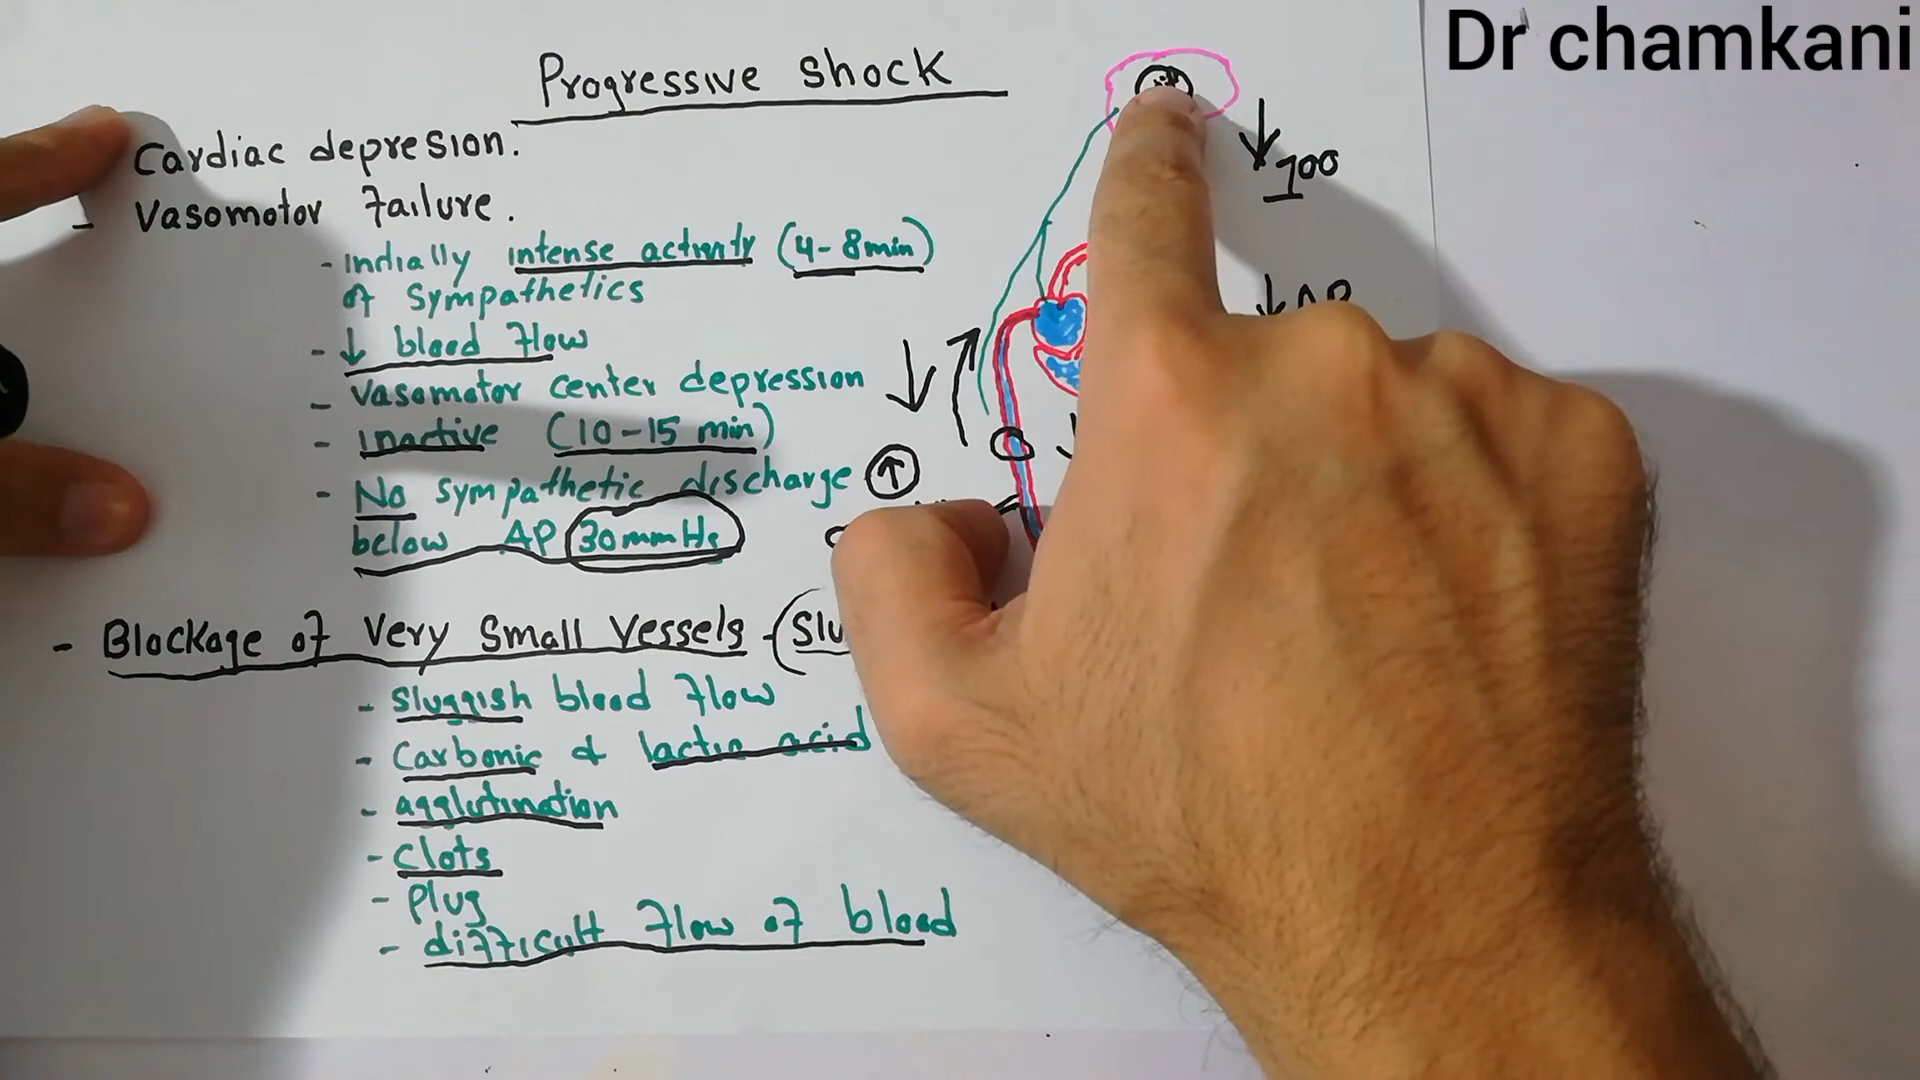 Dr chamkani
Progressive shock
Cardiac depresion.
- Vasomotor Failure.
- Indially intense activity (4-8min)
of sympathetics
- ↓ blood flow
- Vasomotor center depression
- inactive (10-15 min)
- No sympathetic discharge ↑
below AP 30mmHg
- Blockage of Very Small Vessels - (Slu
- Sluggish blood flow
- Carbonic & lactic acid
- agglutination
- Clots
- Plug
- difficult flow of blood
↓ 100